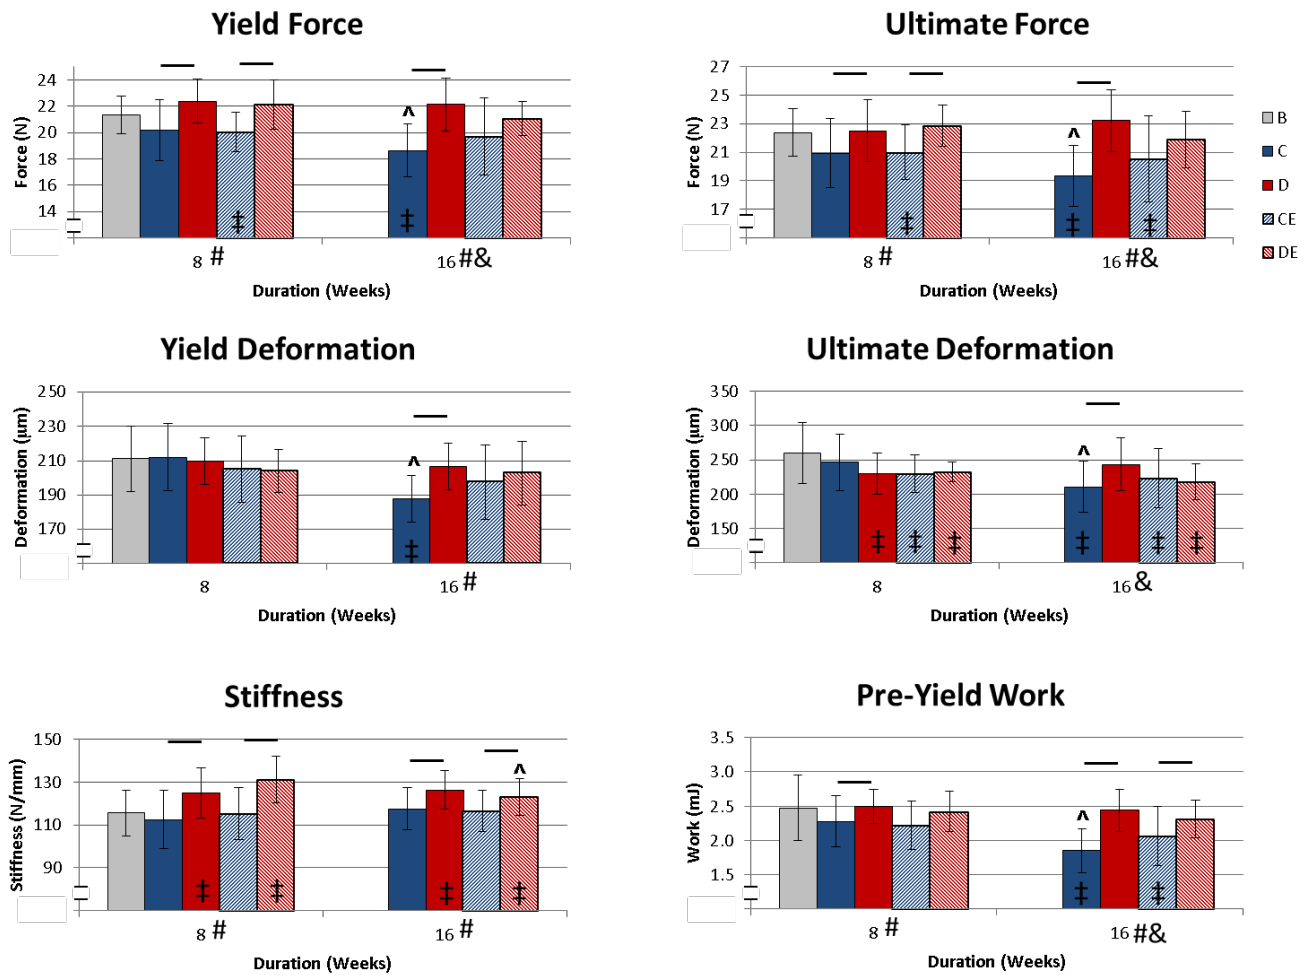 Yield Force
Force (N)
24
22
20
18
16
14
^
‡
‡
8 #
16 #&
Duration (Weeks)
Ultimate Force
Force (N)
27
25
23
21
19
17
^
‡
‡
‡
8 #
16 #&
Duration (Weeks)
B
C
D
CE
DE
Yield Deformation
Deformation (μm)
250
230
210
190
170
^
‡
8
16 #
Duration (Weeks)
Ultimate Deformation
Deformation (μm)
350
300
250
200
150
^
‡
‡
‡
‡
‡
‡
8
16 &
Duration (Weeks)
Stiffness
Stiffness (N/mm)
150
130
110
90
^
‡
‡
‡
‡
8 #
16 #
Duration (Weeks)
Pre-Yield Work
Work (mJ)
3.5
3.0
2.5
2.0
1.5
^
‡
‡
8 #
16 #&
Duration (Weeks)